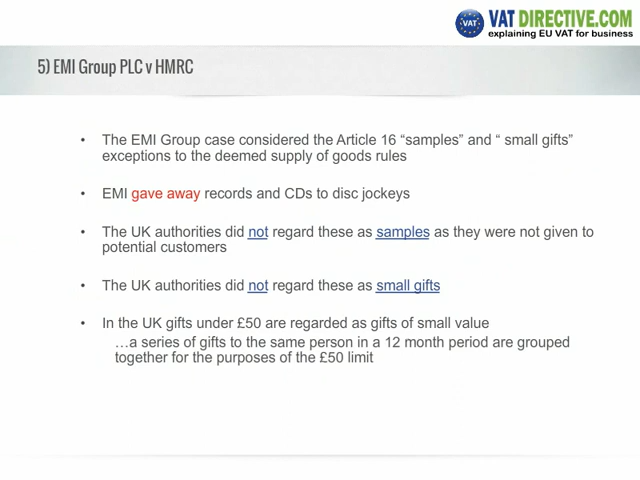 VAT
VAT DIRECTIVE.COM
explaining EU VAT for business
5) EMI Group PLC v HMRC
• The EMI Group case considered the Article 16 “samples” and “ small gifts”
exceptions to the deemed supply of goods rules
• EMI gave away records and CDs to disc jockeys
• The UK authorities did not regard these as samples as they were not given to
potential customers
• The UK authorities did not regard these as small gifts
• In the UK gifts under £50 are regarded as gifts of small value
…a series of gifts to the same person in a 12 month period are grouped
together for the purposes of the £50 limit